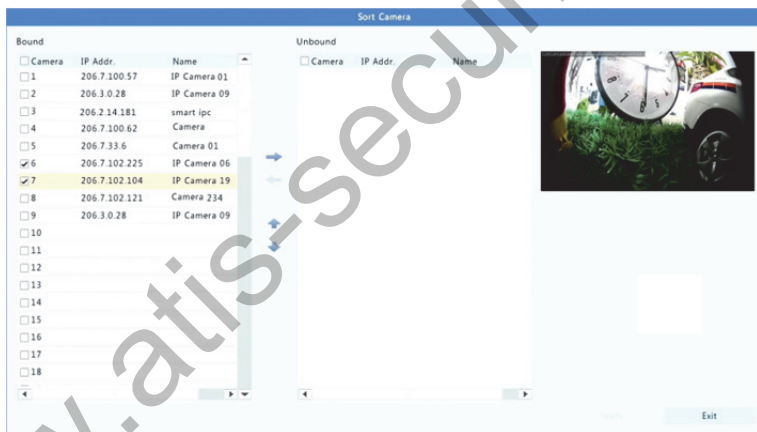 Sort Camera
Bound
Unbound
Camera IP Addr. Name
Camera IP Addr. Name
1 206.7.100.57 IP Camera 01
2 206.3.0.28 IP Camera 09
3 206.2.14.181 smart ipc
4 206.7.100.62 Camera
5 206.7.33.6 Camera 01
6 206.7.102.225 IP Camera 06
7 206.7.102.104 IP Camera 19
8 206.7.102.121 Camera 234
9 206.3.0.28 IP Camera 09
10
11
12
13
14
15
16
17
18
Exit
w.atis-secur